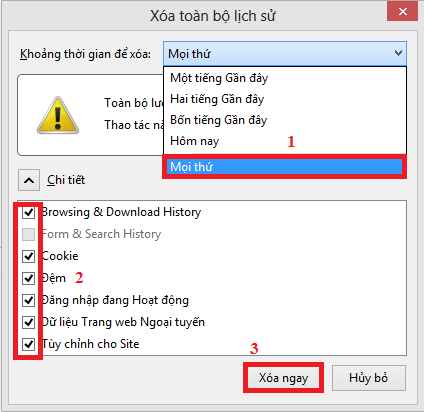 Xóa toàn bộ lịch sử
Khoảng thời gian để xóa: Mọi thứ
Một tiếng Gần đây
Hai tiếng Gần đây
Bốn tiếng Gần đây
Hôm nay 1
Mọi thứ
Toàn bộ lư
Thao tác nà
Chi tiết
Browsing & Download History
Form & Search History
Cookie
Đệm 2
Đăng nhập đang Hoạt động
Dữ liệu Trang web Ngoại tuyến
Tùy chỉnh cho Site
3
Xóa ngay Hủy bỏ